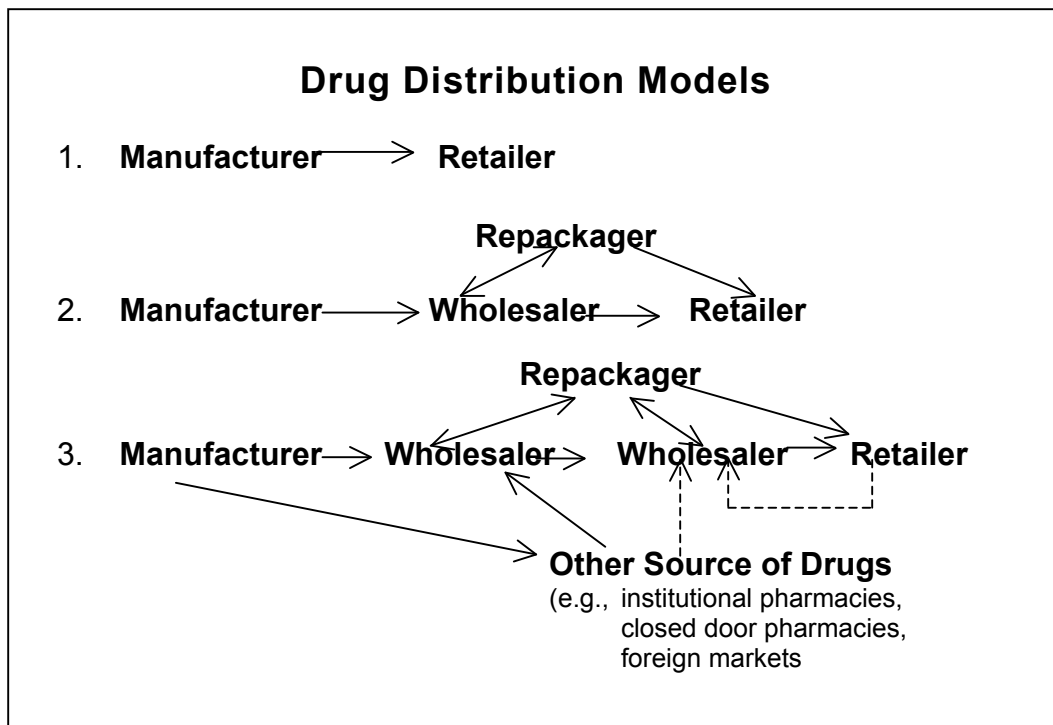 Drug Distribution Models
1. Manufacturer Retailer
Repackager
2. Manufacturer Wholesaler Retailer
Repackager
3. Manufacturer Wholesaler Wholesaler Retailer
Other Source of Drugs
(e.g., institutional pharmacies,
closed door pharmacies,
foreign markets